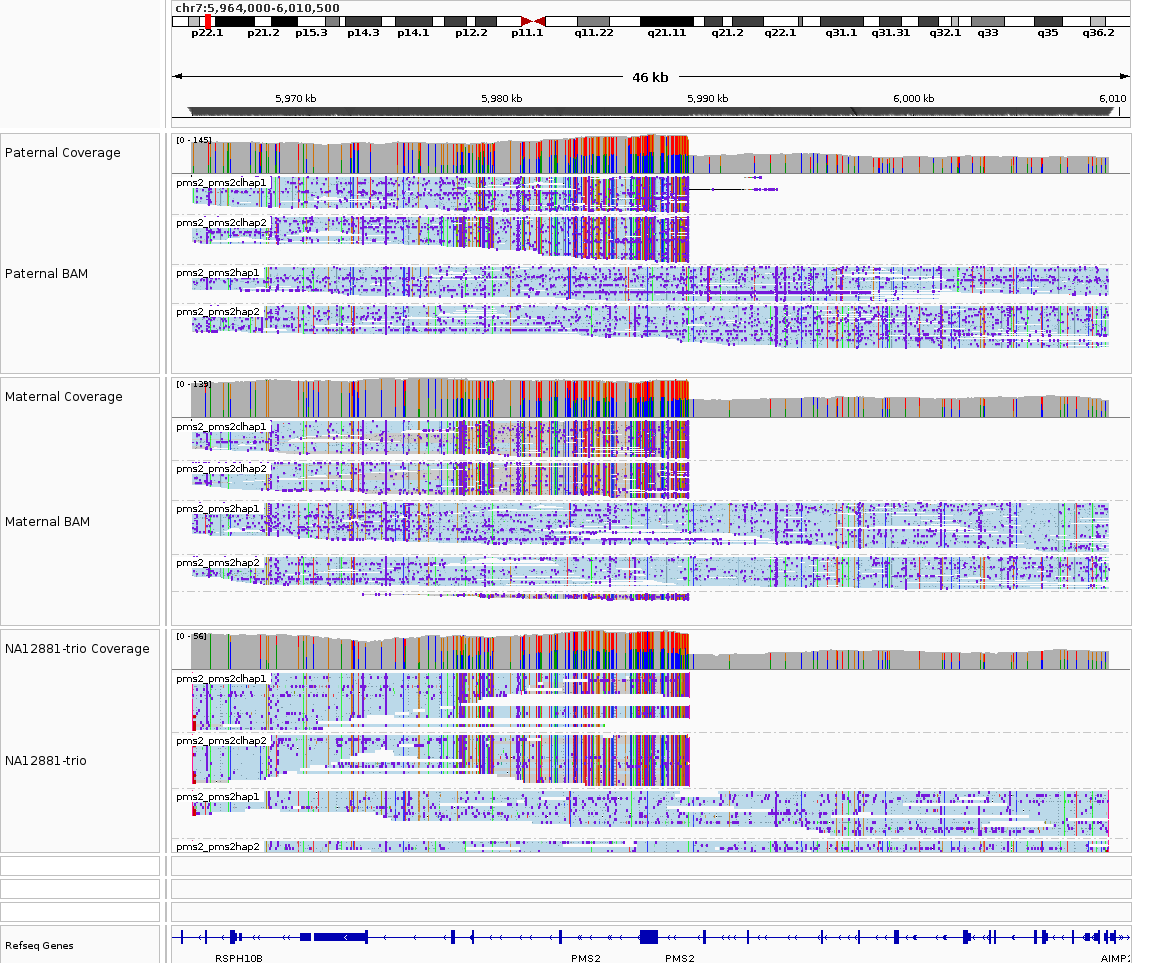 chr7:5,964,000-6,010,500
p22.1 p21.2 p15.3 p14.3 p14.1 p12.2 p11.1 q11.22 q21.11 q21.2 q22.1 q31.1 q31.31 q32.1 q33 q35 q36.2
46 kb
5,970 kb 5,980 kb 5,990 kb 6,000 kb 6,010
[0 - 145]
Paternal Coverage
pms2_pms2clhap1
pms2_pms2clhap2
Paternal BAM
pms2_pms2hap1
pms2_pms2hap2
[0 - 139]
Maternal Coverage
pms2_pms2clhap1
pms2_pms2clhap2
pms2_pms2hap1
Maternal BAM
pms2_pms2hap2
[0 - 56]
NA12881-trio Coverage
pms2_pms2clhap1
pms2_pms2clhap2
NA12881-trio
pms2_pms2hap1
pms2_pms2hap2
Refseq Genes
RSPH10B PMS2 PMS2 AIMP2